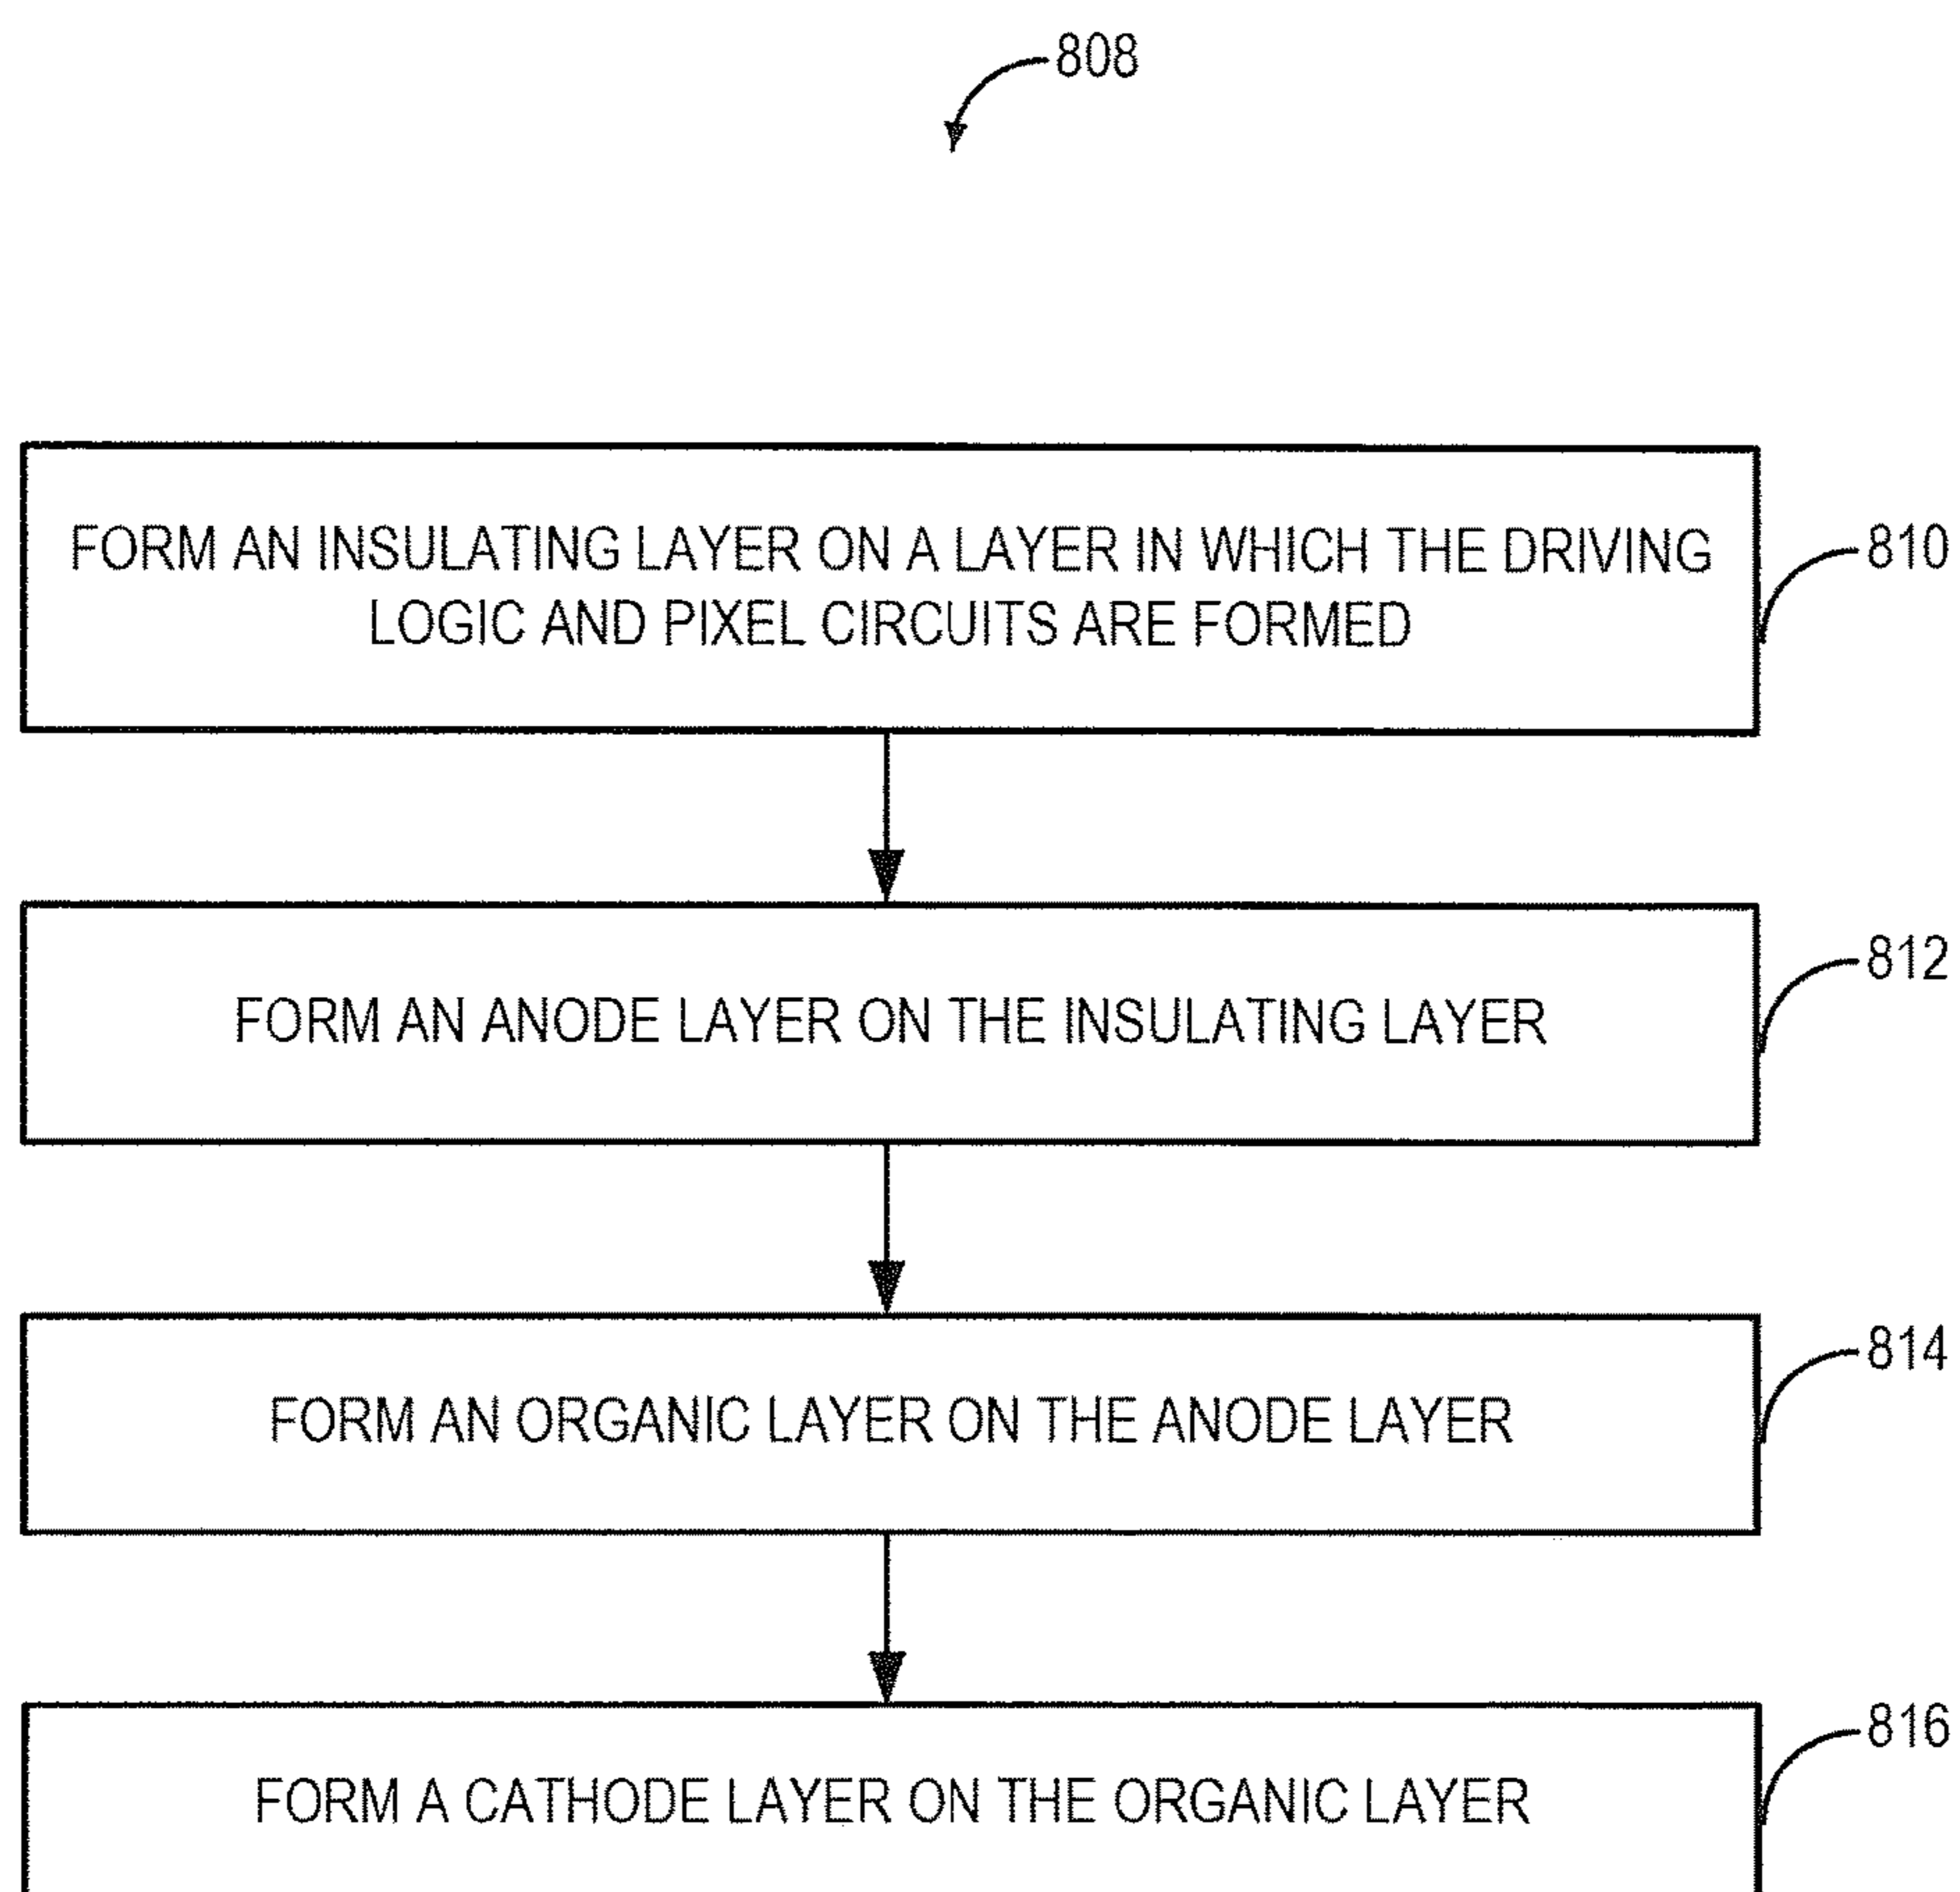 808
FORM AN INSULATING LAYER ON A LAYER IN WHICH THE DRIVING
LOGIC AND PIXEL CIRCUITS ARE FORMED
810
FORM AN ANODE LAYER ON THE INSULATING LAYER
812
FORM AN ORGANIC LAYER ON THE ANODE LAYER
814
FORM A CATHODE LAYER ON THE ORGANIC LAYER
816